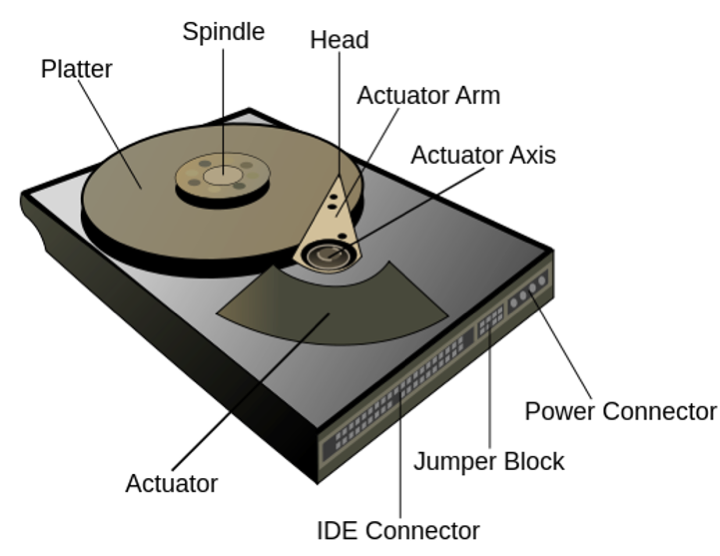 Spindle
Head
Platter
Actuator Arm
Actuator Axis
Power Connector
Jumper Block
Actuator
IDE Connector